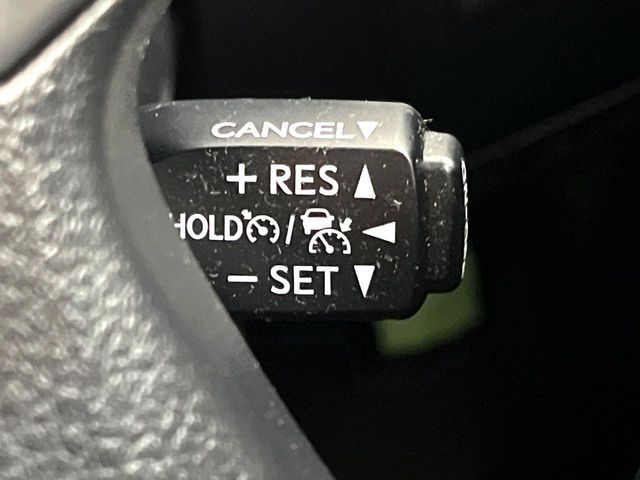 CANCEL▼
+ RES ▲
HOLD / ◄
− SET ▼